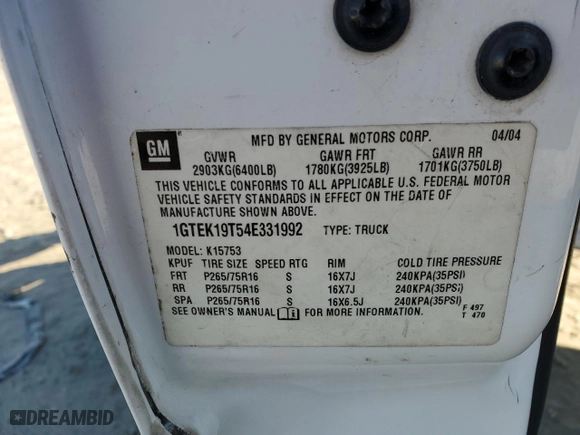 GM
MFD BY GENERAL MOTORS CORP. 04/04
GVWR GAWR FRT GAWR RR
2903KG(6400LB) 1780KG(3925LB) 1701KG(3750LB)
THIS VEHICLE CONFORMS TO ALL APPLICABLE U.S. FEDERAL MOTOR
VEHICLE SAFETY STANDARDS IN EFFECT ON THE DATE OF
MANUFACTURE SHOWN ABOVE.
1GTEK19T54E331992 TYPE: TRUCK
MODEL: K15753
KPUF TIRE SIZE SPEED RTG RIM COLD TIRE PRESSURE
FRT P265/75R16 S 16X7J 240KPA(35PSI)
RR P265/75R16 S 16X7J 240KPA(35PSI)
SPA P265/75R16 S 16X6.5J 240KPA(35PSI)
SEE OWNER'S MANUAL FOR MORE INFORMATION.
F 497
T 470
DREAMBID